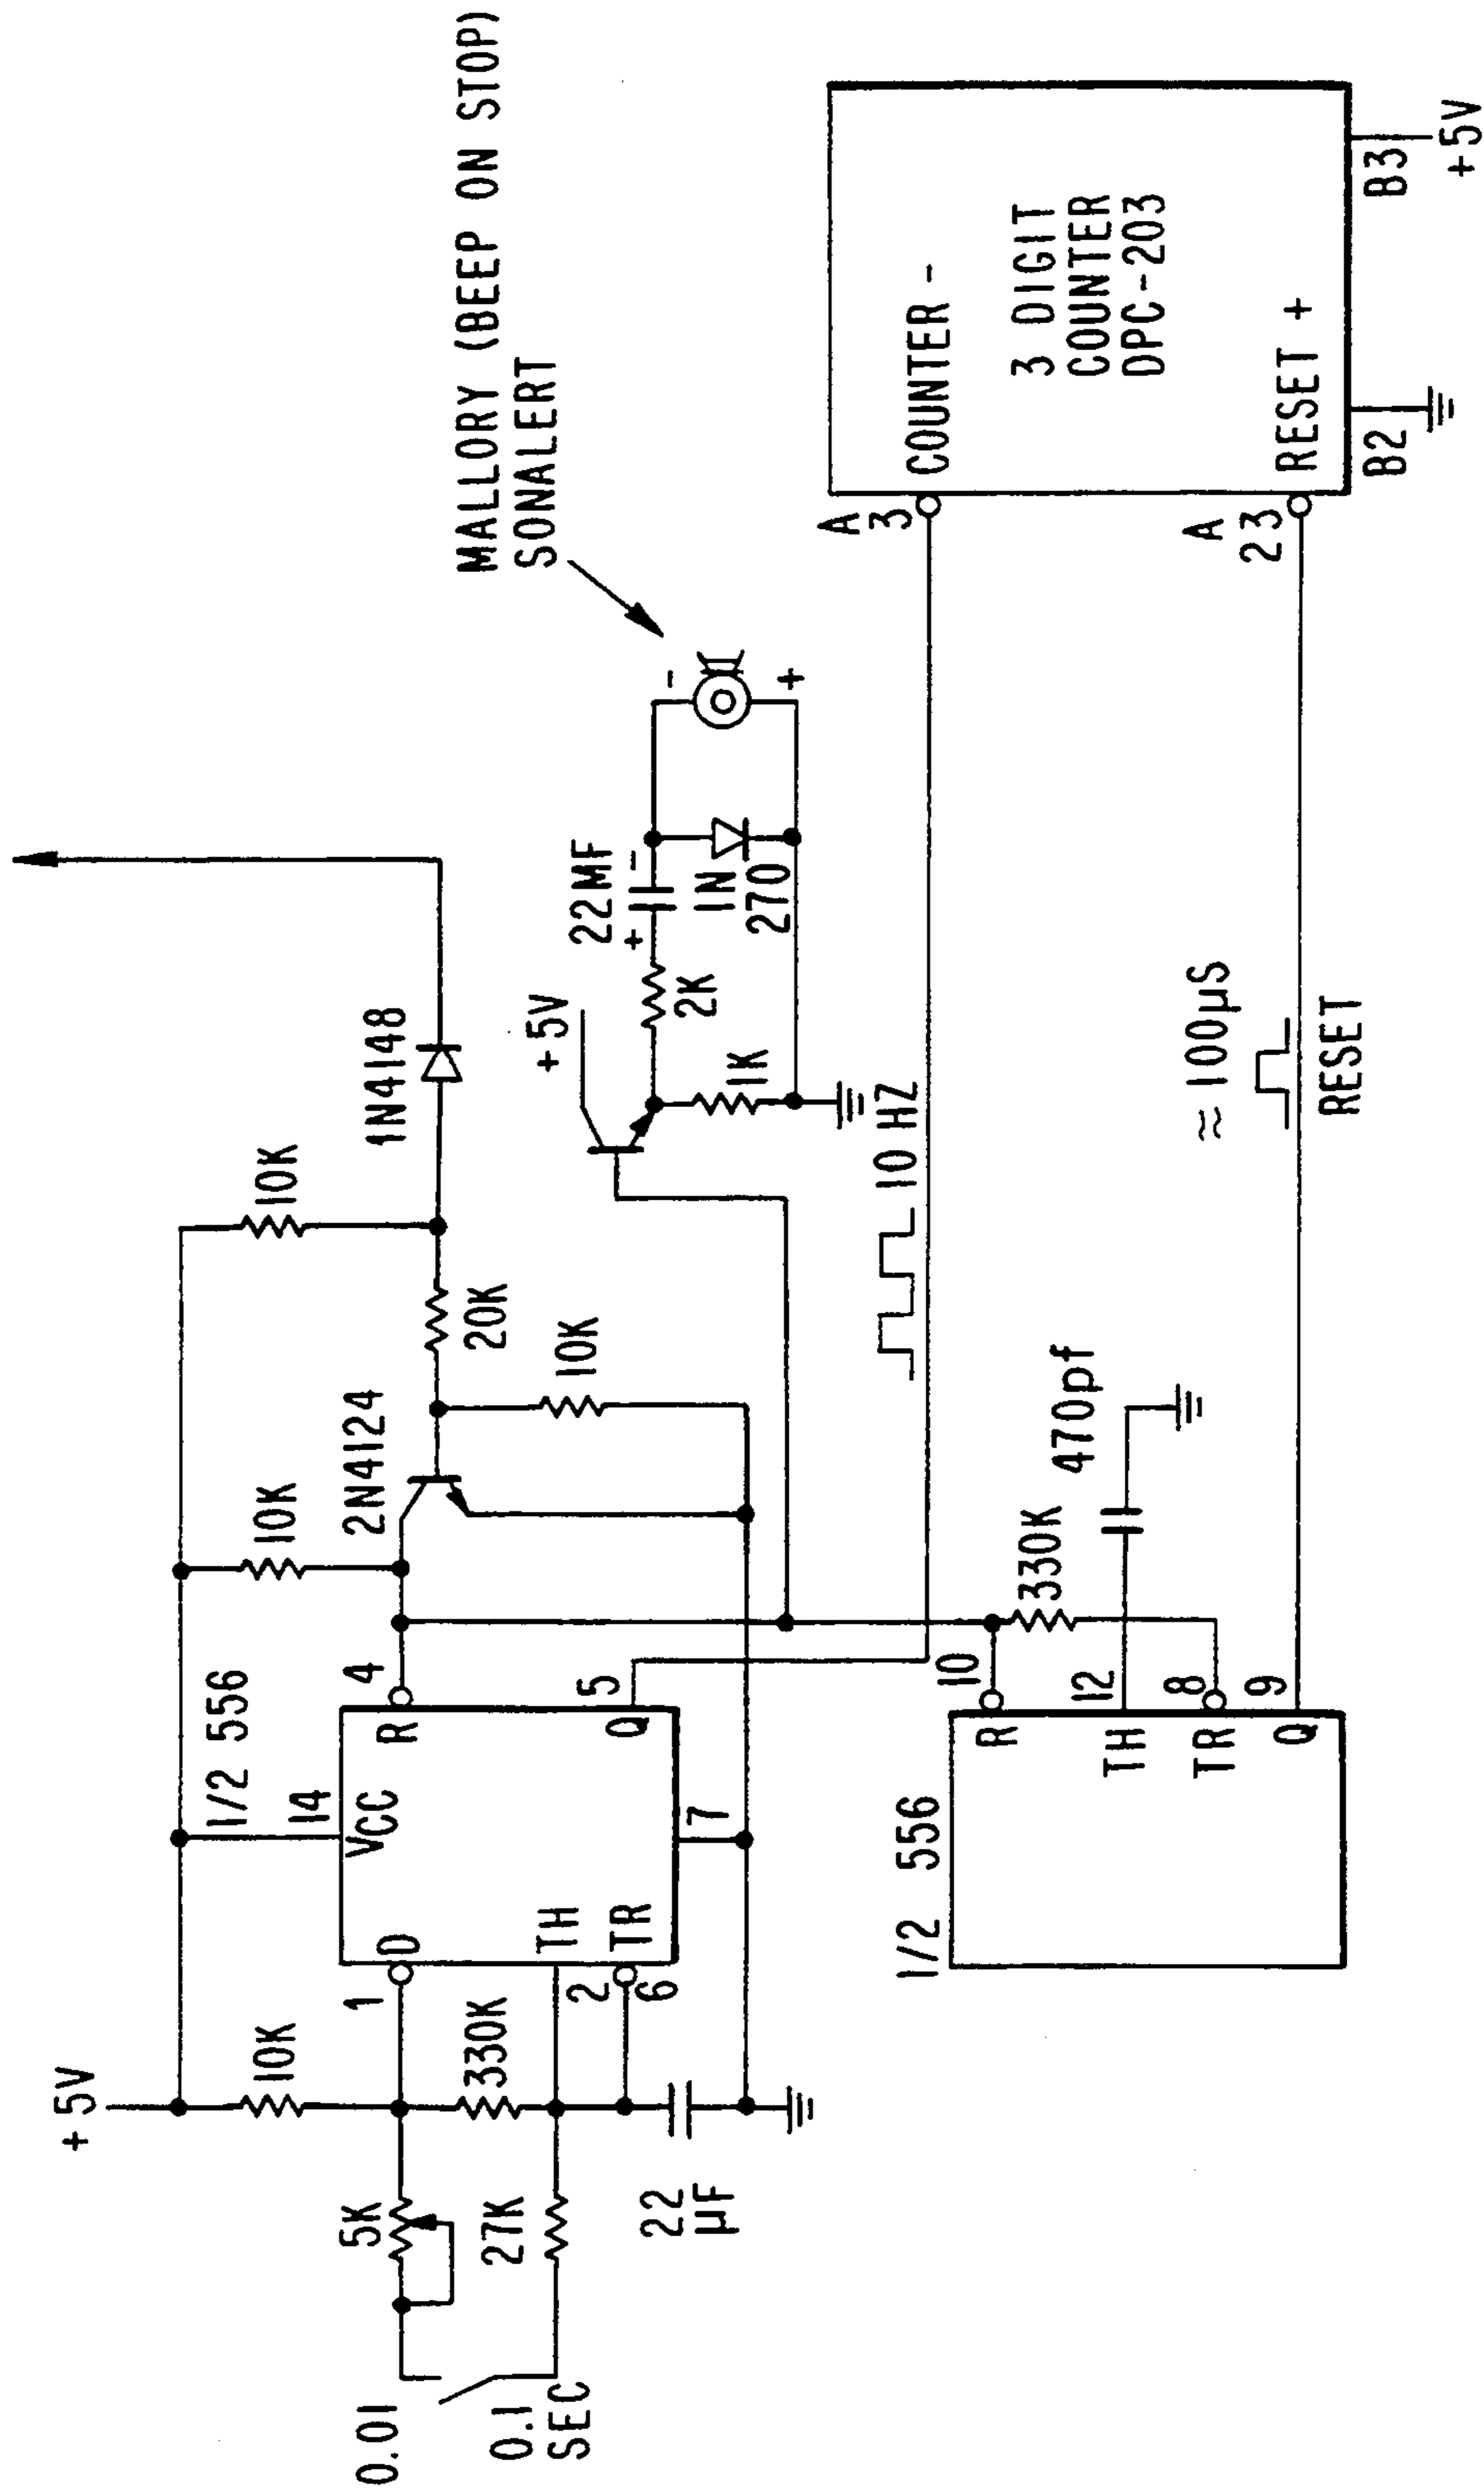 +5V
10K
5K
0.01
0.1
SEC
27K
330K
22
µF
1
D
TH
2
TR
6
VCC
14
1/2 556
R
4
Q
5
7
10K
2N4124
10K
20K
10K
1N4148
+5V
1K
2K
22MF
+
-
1N
270
-
+
MALLORY (BEEP ON STOP)
SONALERT
10 HZ
1/2 556
R
10
TH
12
TR
8
Q
9
330K
470pf
≈ 100µS
RESET
A
3
COUNTER -
3 DIGIT
COUNTER
DPC-203
A
23
RESET +
B2
B3
+5V